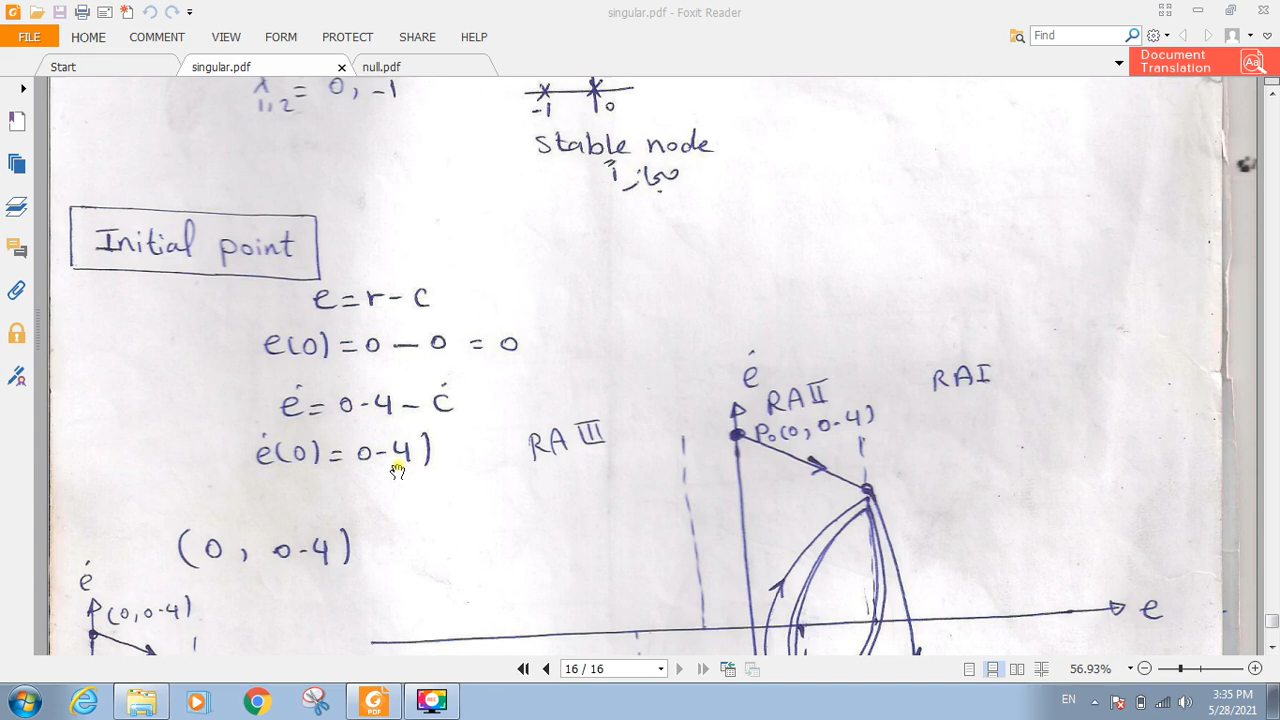 singular.pdf - Foxit Reader
FILE
HOME
COMMENT
VIEW
FORM
PROTECT
SHARE
HELP
Find
Start
singular.pdf
null.pdf
Document
Translation
λ1,2 = 0, -1
-1 0
Stable node
مجازاً
Initial point
e = r - c
e(0) = 0 - 0 = 0
ė = 0-4 - ċ
ė(0) = 0-4)
(0, 0-4)
ė
(0,0-4)
ė
RA III
RA II
RA I
P₀(0, 0-4)
e
16 / 16
56.93%
EN
3:35 PM
5/28/2021